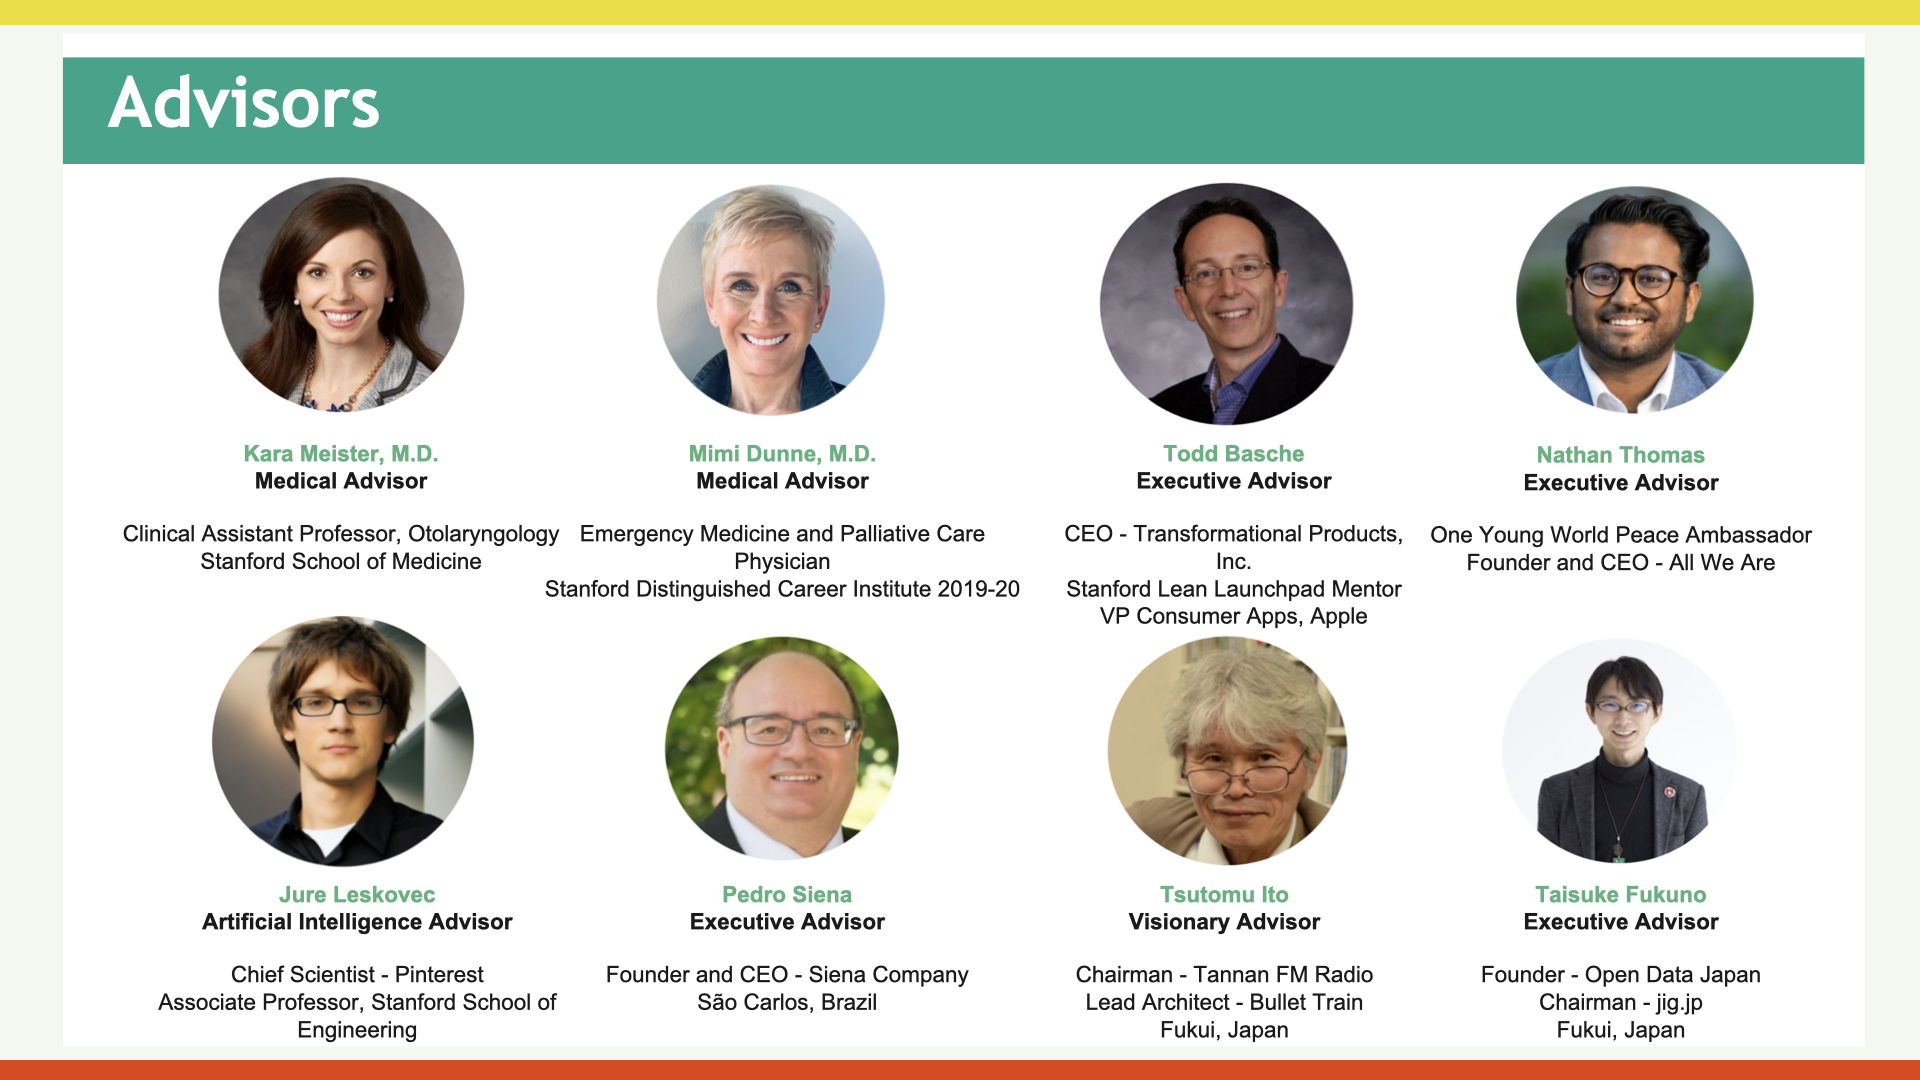 Advisors
Kara Meister, M.D.
Medical Advisor
Clinical Assistant Professor, Otolaryngology
Stanford School of Medicine
Mimi Dunne, M.D.
Medical Advisor
Emergency Medicine and Palliative Care
Physician
Stanford Distinguished Career Institute 2019-20
Todd Basche
Executive Advisor
CEO - Transformational Products,
Inc.
Stanford Lean Launchpad Mentor
VP Consumer Apps, Apple
Nathan Thomas
Executive Advisor
One Young World Peace Ambassador
Founder and CEO - All We Are
Jure Leskovec
Artificial Intelligence Advisor
Chief Scientist - Pinterest
Associate Professor, Stanford School of
Engineering
Pedro Siena
Executive Advisor
Founder and CEO - Siena Company
São Carlos, Brazil
Tsutomu Ito
Visionary Advisor
Chairman - Tannan FM Radio
Lead Architect - Bullet Train
Fukui, Japan
Taisuke Fukuno
Executive Advisor
Founder - Open Data Japan
Chairman - jig.jp
Fukui, Japan